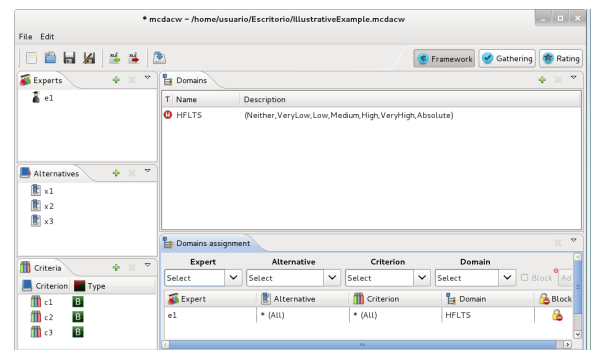 * mcdacw - /home/usuario/Escritorio/IllustrativeExample.mcdacw
File Edit
Framework Gathering Rating
Experts
e1
Alternatives
x1
x2
x3
Criteria
Criterion Type
c1 B
c2 B
c3 B
Domains
T Name Description
H HFLTS (Neither,VeryLow,Low,Medium,High,VeryHigh,Absolute)
Domains assignment
Expert Alternative Criterion Domain
Select Select Select Select Block Ad
Expert Alternative Criterion Domain Block
e1 * (All) * (All) HFLTS